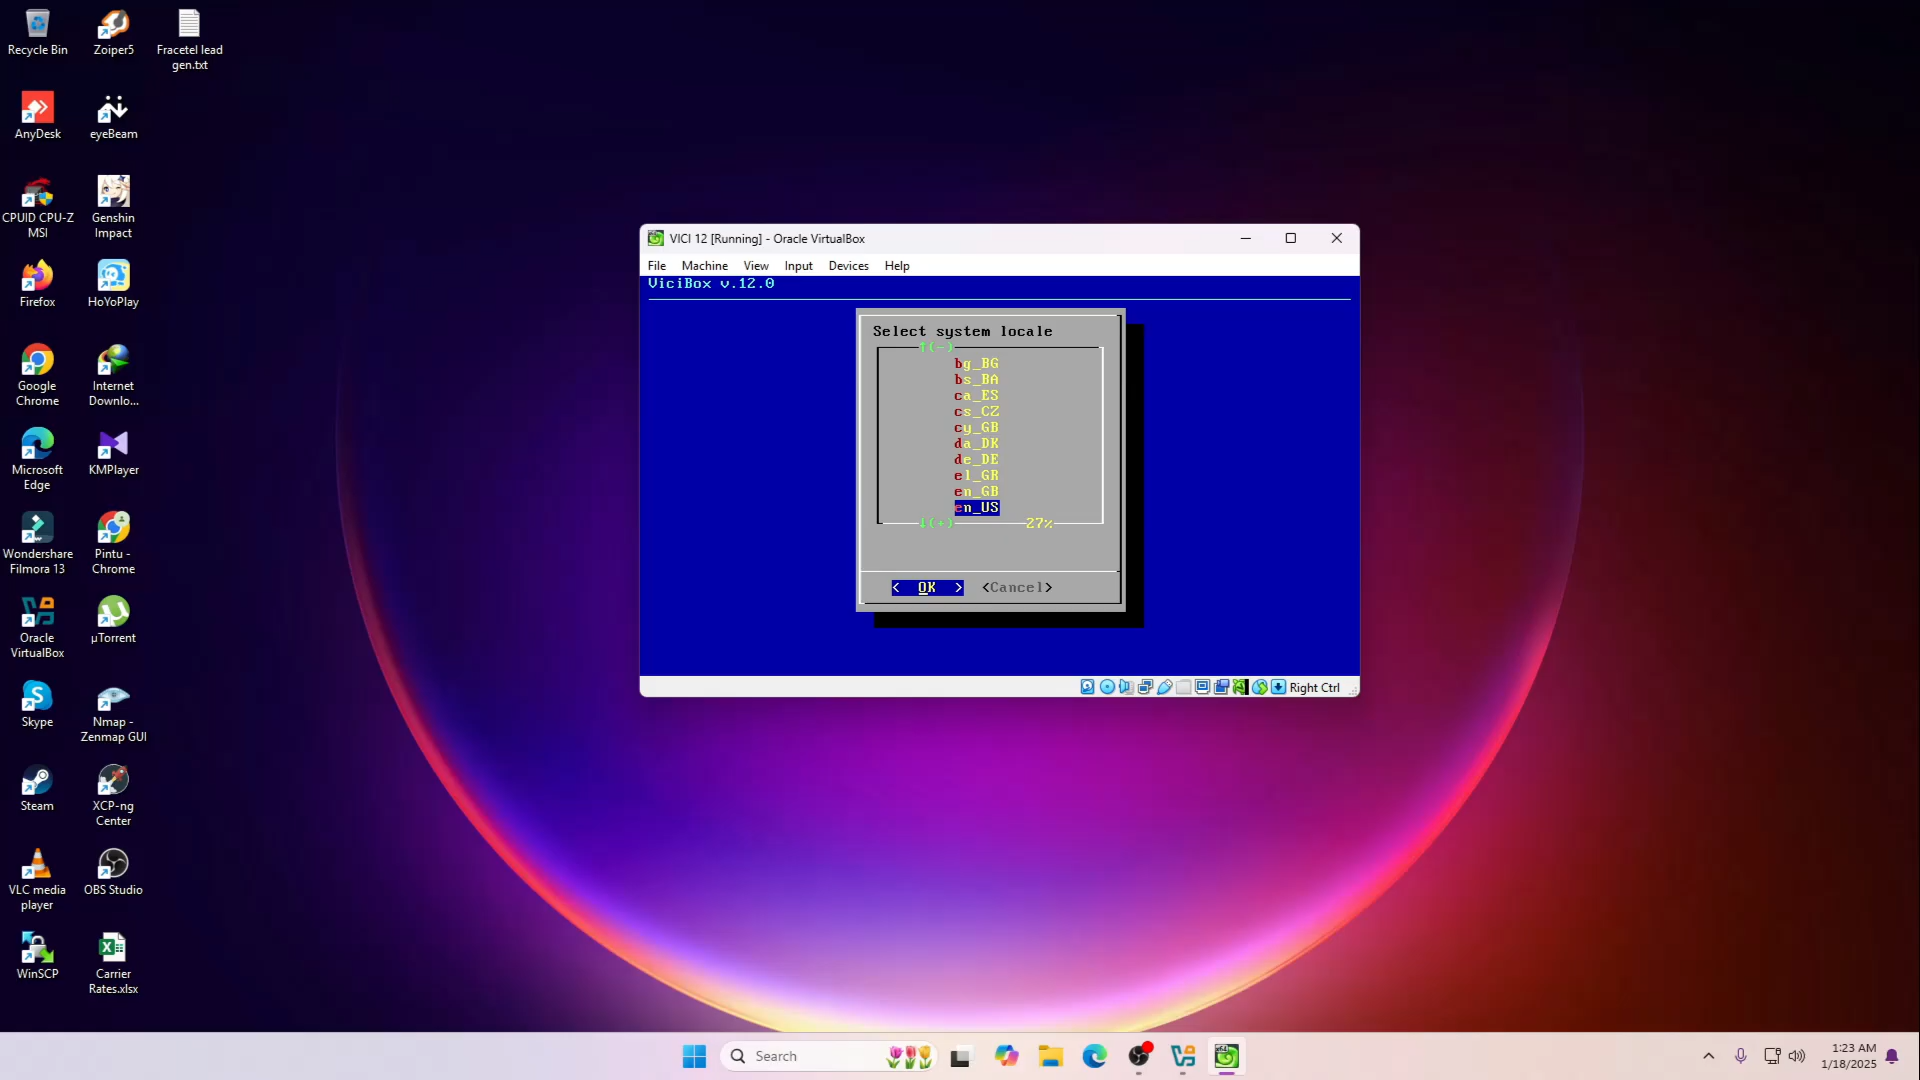 Recycle Bin
Zoiper5
Fracetel lead
gen.txt
AnyDesk
eyeBeam
CPUID CPU-Z
MSI
Genshin
Impact
Firefox
HoYoPlay
Google
Chrome
Internet
Downlo...
Microsoft
Edge
KMPlayer
Wondershare
Filmora 13
Pintu -
Chrome
Oracle
VirtualBox
µTorrent
Skype
Nmap -
Zenmap GUI
Steam
XCP-ng
Center
VLC media
player
OBS Studio
WinSCP
Carrier
Rates.xlsx
VICI 12 [Running] - Oracle VirtualBox
File Machine View Input Devices Help
ViciBox v.12.0
Select system locale
↑(-)
bg_BG
bs_BA
ca_ES
cs_CZ
cy_GB
da_DK
de_DE
el_GR
en_GB
en_US
↓(+) 27%
< OK > <Cancel>
Right Ctrl
Search
1:23 AM
1/18/2025